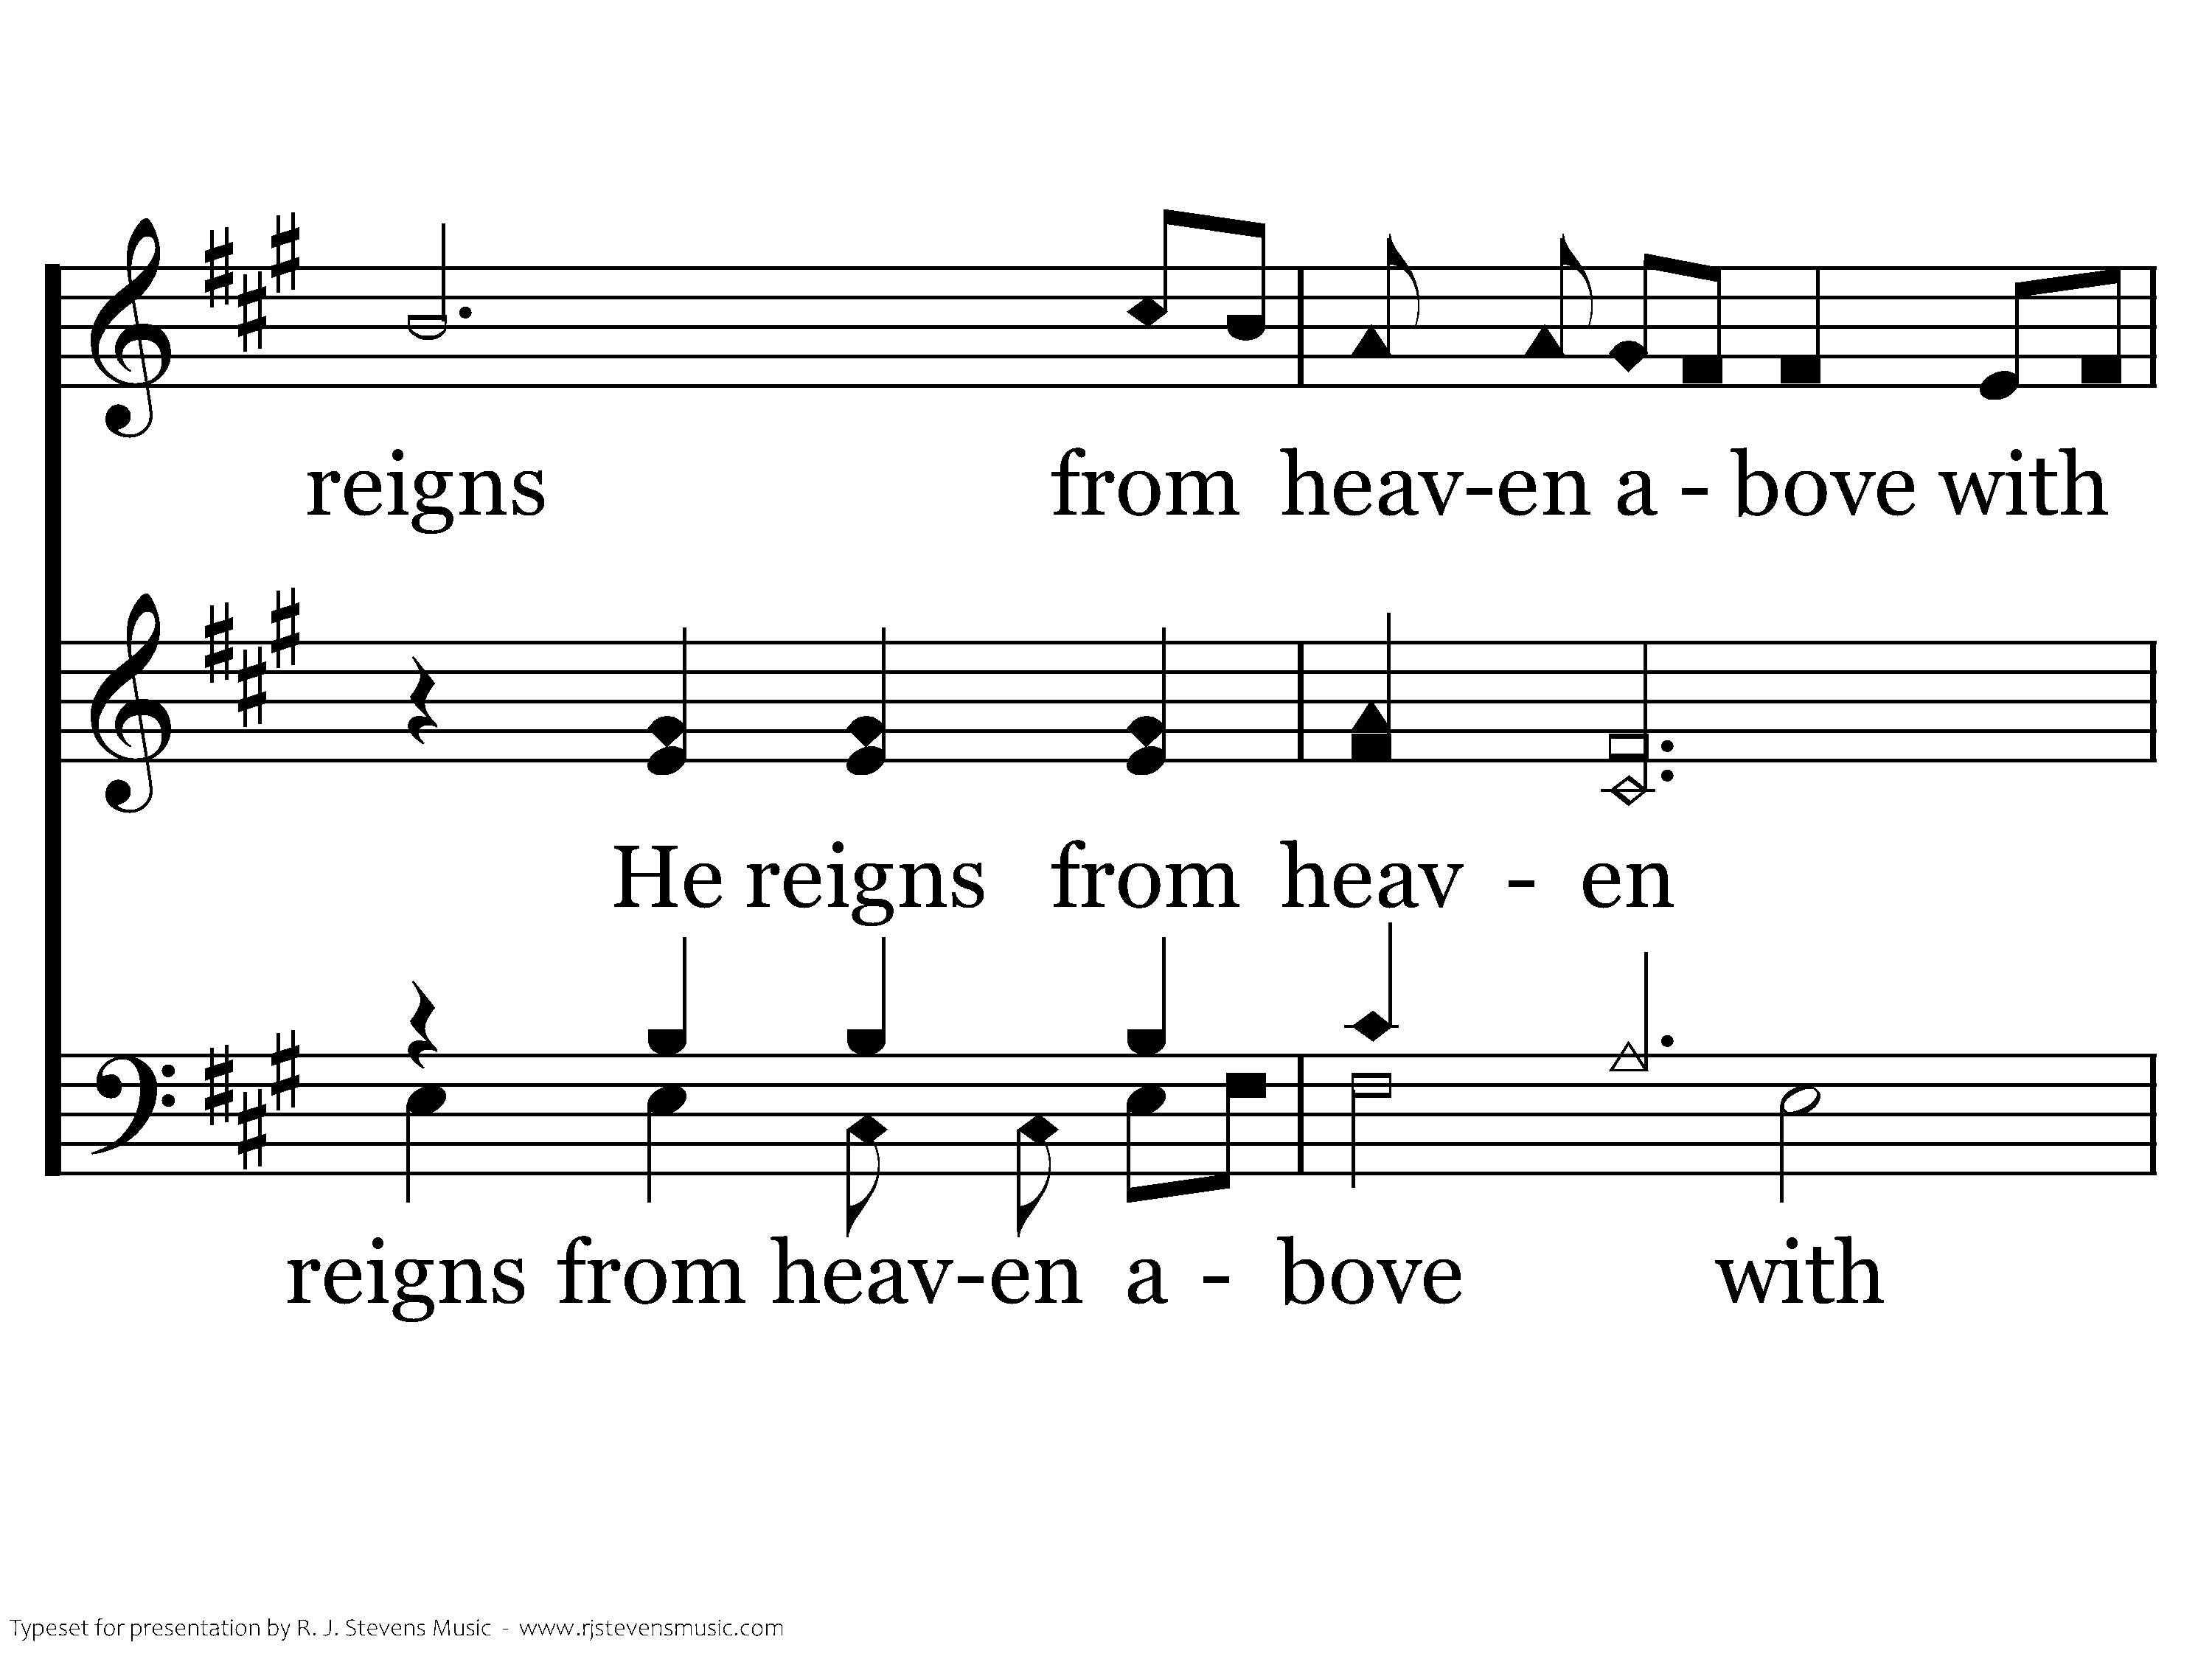 reigns from heav-en a - bove with
He reigns from heav - en
reigns from heav-en a - bove with
Typeset for presentation by R. J. Stevens Music - www.rjstevensmusic.com